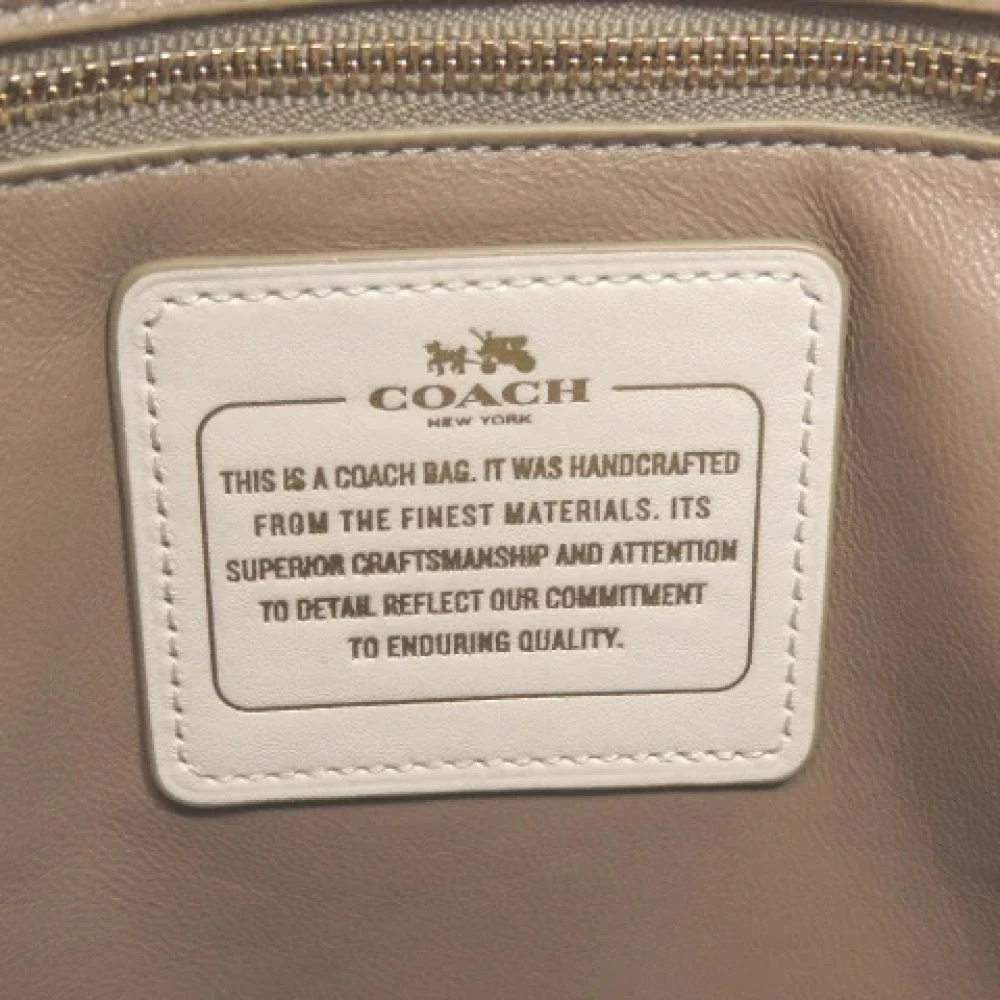 COACH
NEW YORK
THIS IS A COACH BAG. IT WAS HANDCRAFTED
FROM THE FINEST MATERIALS. ITS
SUPERIOR CRAFTSMANSHIP AND ATTENTION
TO DETAIL REFLECT OUR COMMITMENT
TO ENDURING QUALITY.